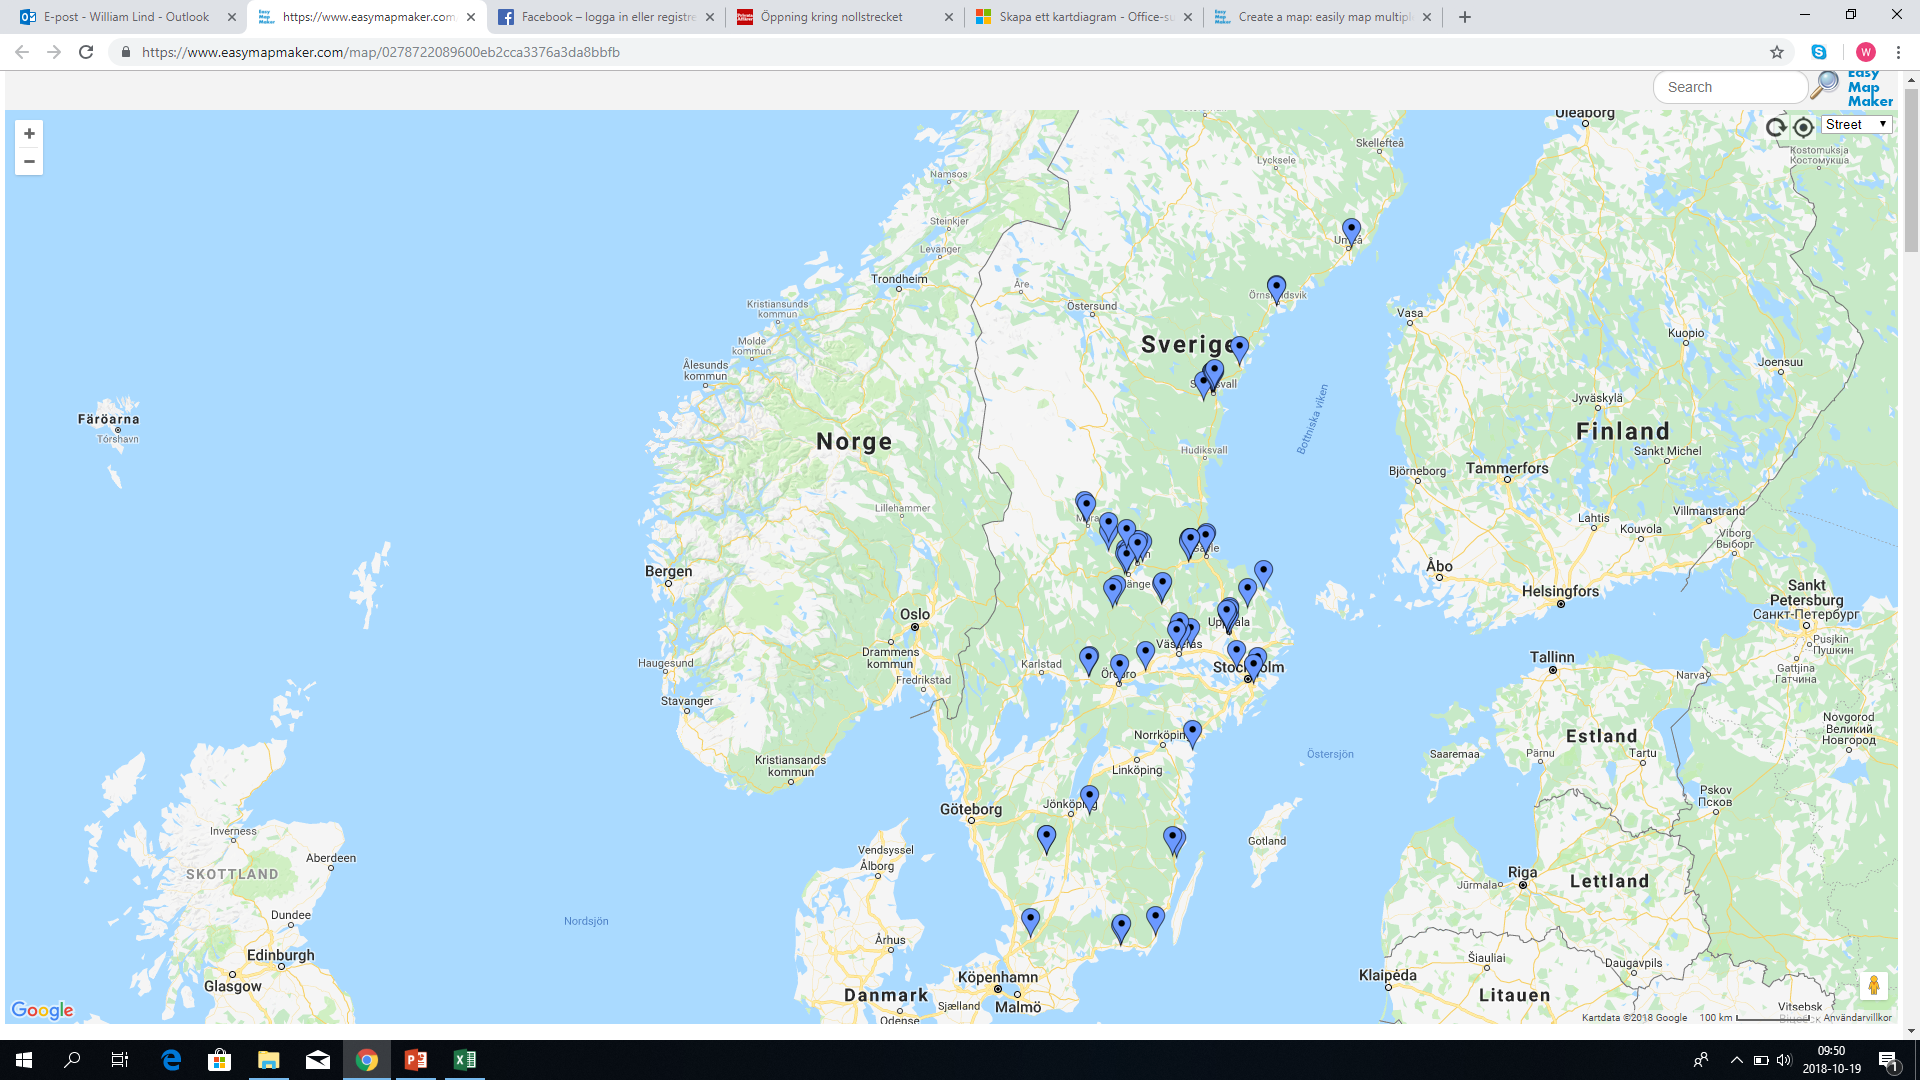 E-post - William Lind - Outlook
https://www.easymapmaker.com
Facebook – logga in eller registre
Öppning kring nollstrecket
Skapa ett kartdiagram - Office-su
Create a map: easily map multipl
https://www.easymapmaker.com/map/0278722089600eb2cca3376a3da8bbfb
W
Search
Easy
Map
Maker
+
−
Street
Uleåborg
Skellefteå
Lycksele
Костомукша
Namsos
Steinkjer
Levanger
Trondheim
Åre
Östersund
Kristiansunds
kommun
Molde
kommun
Ålesunds
kommun
Sverige
Vasa
Kuopio
Joensuu
Jyväskylä
Färöarna
Tórshavn
Norge
Finland
Sankt Michel
Bottniska viken
Hudiksvall
Björneborg
Tammerfors
Lillehammer
Lahtis
Kouvola
Villmanstrand
Viborg
Выборг
Bergen
Åbo
Helsingfors
Sankt
Petersburg
Санкт-Петербург
Oslo
Uppsala
Drammens
kommun
Västerås
Pusjkin
Пушкин
Haugesund
Karlstad
Örebro
Stockholm
Tallinn
Narva
Gattjina
Гатчина
Fredrikstad
Stavanger
Novgorod
Великий
Новгород
Norrköping
Estland
Östersjön
Saaremaa
Pärnu
Tartu
Kristiansands
kommun
Linköping
Pskov
Псков
Göteborg
Jönköping
Inverness
Gotland
Aberdeen
Vendsyssel
Ålborg
SKOTTLAND
Riga
Jūrmala
Lettland
Dundee
Nordsjön
Århus
Edinburgh
Glasgow
Köpenhamn
Malmö
Danmark
Sjælland
Odense
Klaipėda
Šiauliai
Daugavpils
Litauen
Vitsebsk
Google
Kartdata ©2018 Google
100 km
Användarvillkor
09:50
2018-10-19
1